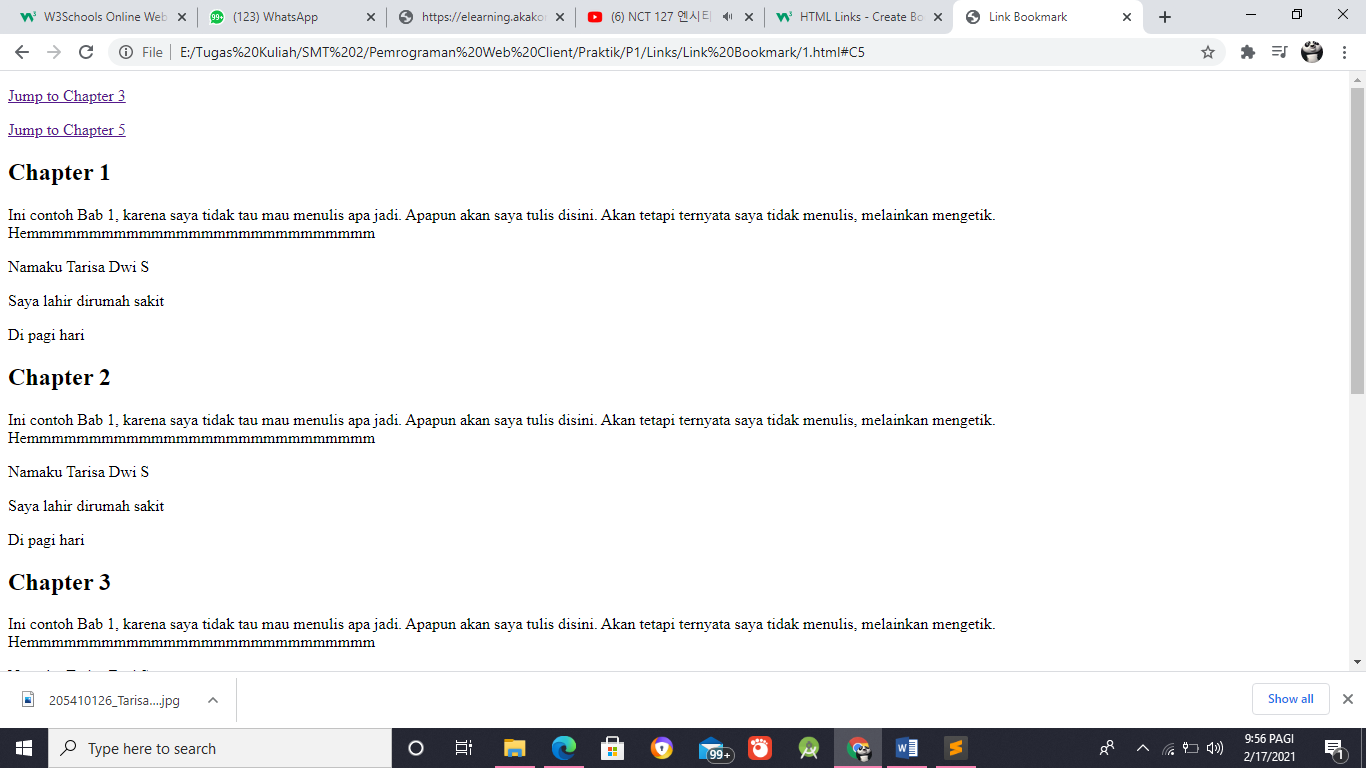 W3Schools Online Web
(123) WhatsApp
https://elearning.akako
(6) NCT 127 엔시티
HTML Links - Create Bo
Link Bookmark
File
E:/Tugas%20Kuliah/SMT%202/Pemrograman%20Web%20Client/Praktik/P1/Links/Link%20Bookmark/1.html#C5
Jump to Chapter 3
Jump to Chapter 5
Chapter 1
Ini contoh Bab 1, karena saya tidak tau mau menulis apa jadi. Apapun akan saya tulis disini. Akan tetapi ternyata saya tidak menulis, melainkan mengetik.
Hemmmmmmmmmmmmmmmmmmmmmmmmmmmm
Namaku Tarisa Dwi S
Saya lahir dirumah sakit
Di pagi hari
Chapter 2
Ini contoh Bab 1, karena saya tidak tau mau menulis apa jadi. Apapun akan saya tulis disini. Akan tetapi ternyata saya tidak menulis, melainkan mengetik.
Hemmmmmmmmmmmmmmmmmmmmmmmmmmmm
Namaku Tarisa Dwi S
Saya lahir dirumah sakit
Di pagi hari
Chapter 3
Ini contoh Bab 1, karena saya tidak tau mau menulis apa jadi. Apapun akan saya tulis disini. Akan tetapi ternyata saya tidak menulis, melainkan mengetik.
Hemmmmmmmmmmmmmmmmmmmmmmmmmmmm
205410126_Tarisa....jpg
Show all
Type here to search
99+
9:56 PAGI
2/17/2021
1